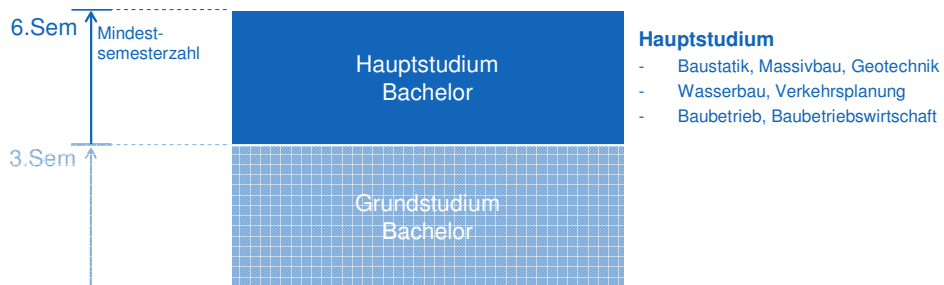 6.Sem
Mindest-
semesterzahl
Hauptstudium
Bachelor
Hauptstudium
- Baustatik, Massivbau, Geotechnik
- Wasserbau, Verkehrsplanung
- Baubetrieb, Baubetriebswirtschaft
3.Sem
Grundstudium
Bachelor